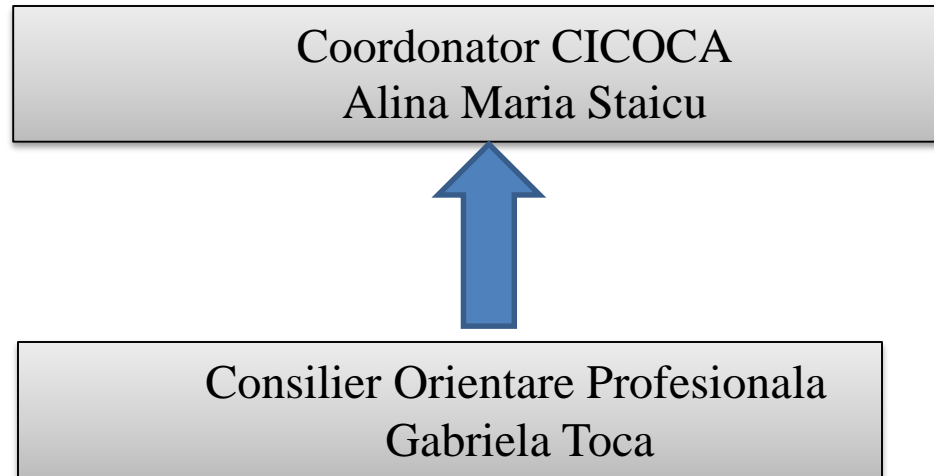 Coordonator CICOCA
Alina Maria Staicu
Consilier Orientare Profesionala
Gabriela Toca